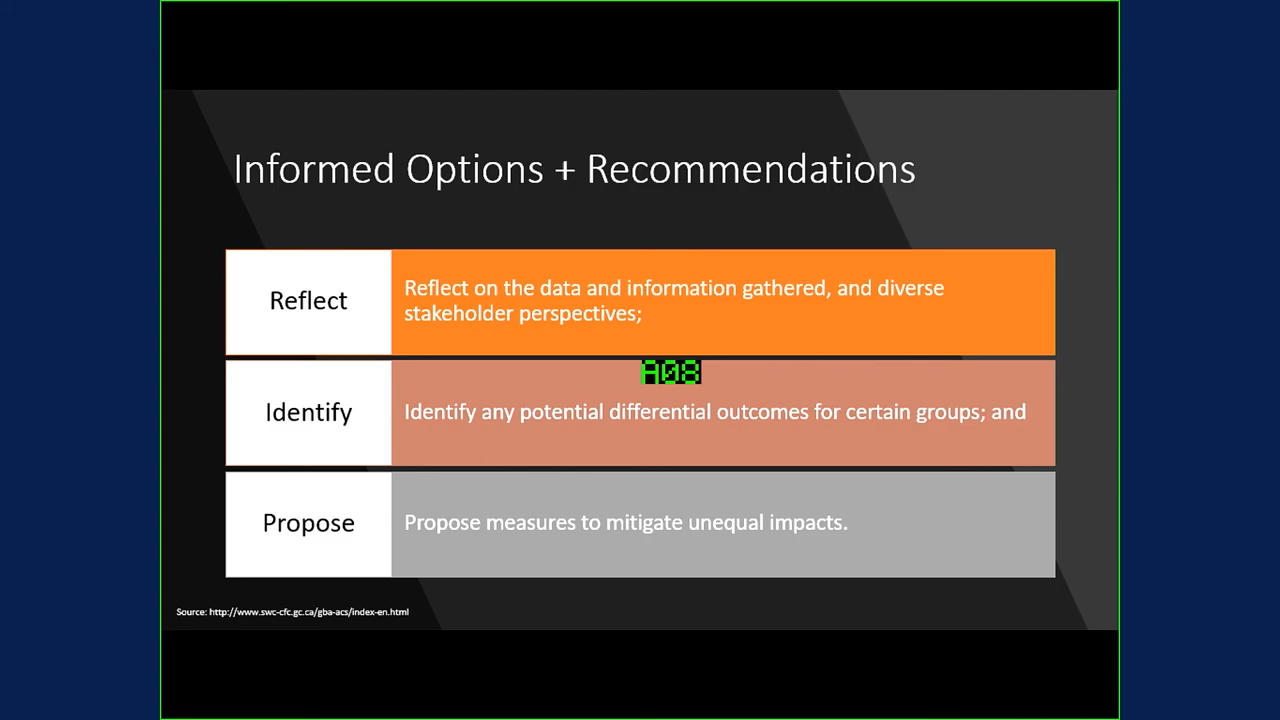 Informed Options + Recommendations
Reflect
Reflect on the data and information gathered, and diverse
stakeholder perspectives;
A08
Identify
Identify any potential differential outcomes for certain groups; and
Propose
Propose measures to mitigate unequal impacts.
Source: http://www.swc-cfc.gc.ca/gba-acs/index-en.html